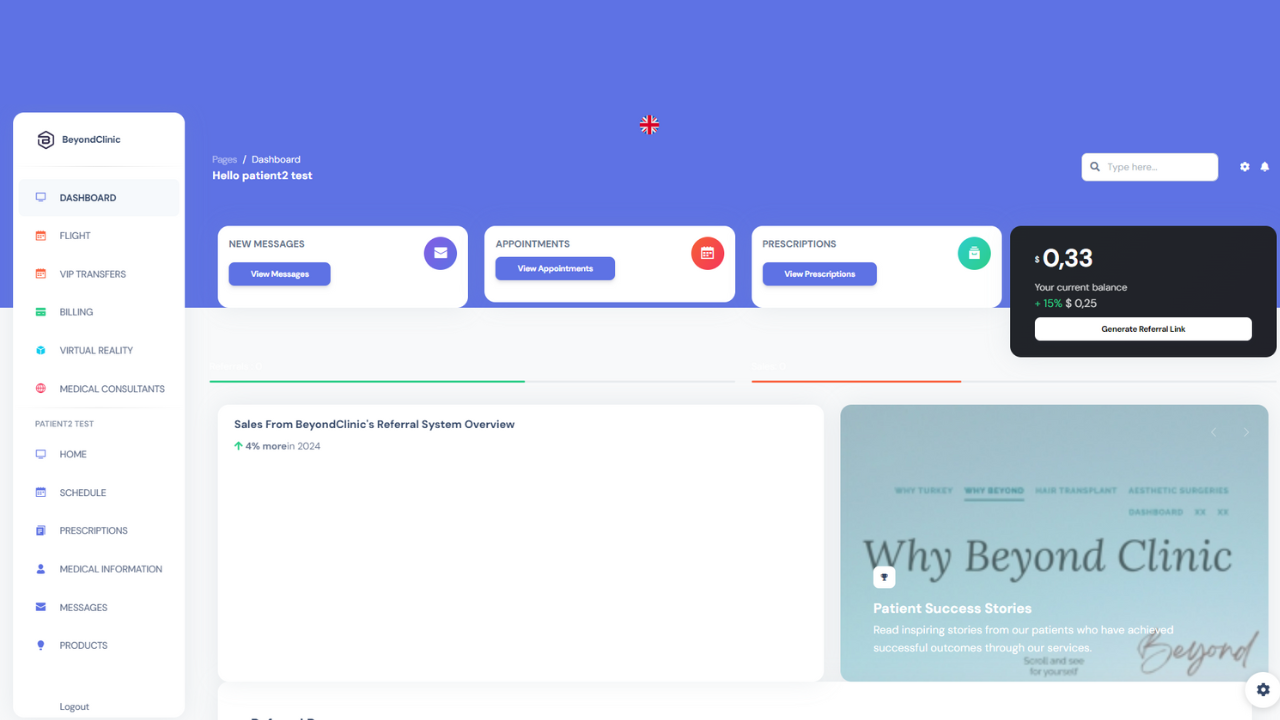 BeyondClinic
DASHBOARD
FLIGHT
VIP TRANSFERS
BILLING
VIRTUAL REALITY
MEDICAL CONSULTANTS
PATIENT2 TEST
HOME
SCHEDULE
PRESCRIPTIONS
MEDICAL INFORMATION
MESSAGES
PRODUCTS
Logout
Pages / Dashboard
Hello patient2 test
Type here...
NEW MESSAGES
View Messages
APPOINTMENTS
View Appointments
PRESCRIPTIONS
View Prescriptions
$ 0,33
Your current balance
+ 15% $ 0,25
Generate Referral Link
Sales From BeyondClinic's Referral System Overview
4% more in 2024
WHY TURKEY WHY BEYOND HAIR TRANSPLANT AESTHETIC SURGERIES
DASHBOARD XX XX
Why Beyond Clinic
Patient Success Stories
Read inspiring stories from our patients who have achieved
successful outcomes through our services.
Beyond
Scroll and see
for yourself